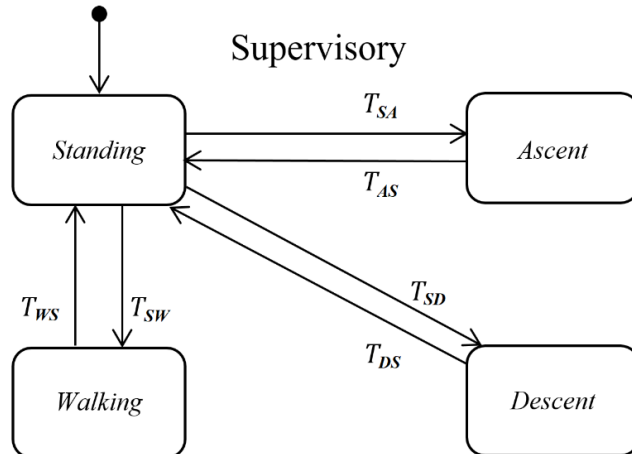 Supervisory
T_SA
Standing
Ascent
T_AS
T_WS
T_SW
T_SD
T_DS
Walking
Descent